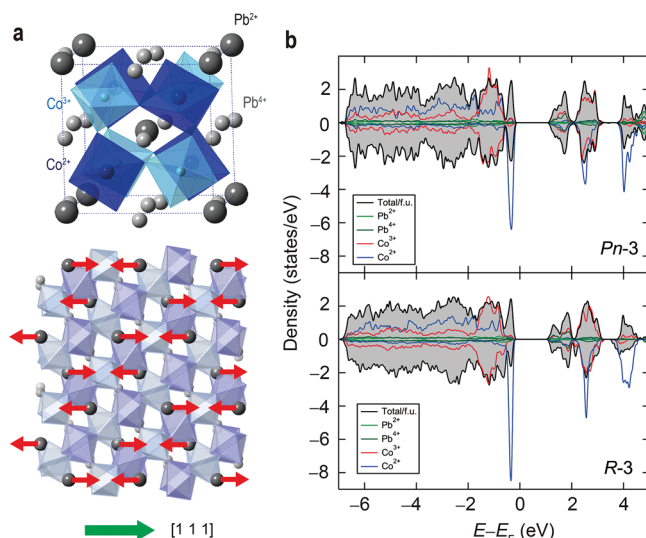 a
Pb2+
Co3+
Pb4+
Co2+
[1 1 1]
b
Density (states/eV)
2
0
−2
−4
−6
−8
Total/f.u.
Pb2+
Pb4+
Co3+
Co2+
Pn-3
2
0
−2
−4
−6
−8
Total/f.u.
Pb2+
Pb4+
Co3+
Co2+
R-3
−6
−4
−2
0
2
4
E–EF (eV)